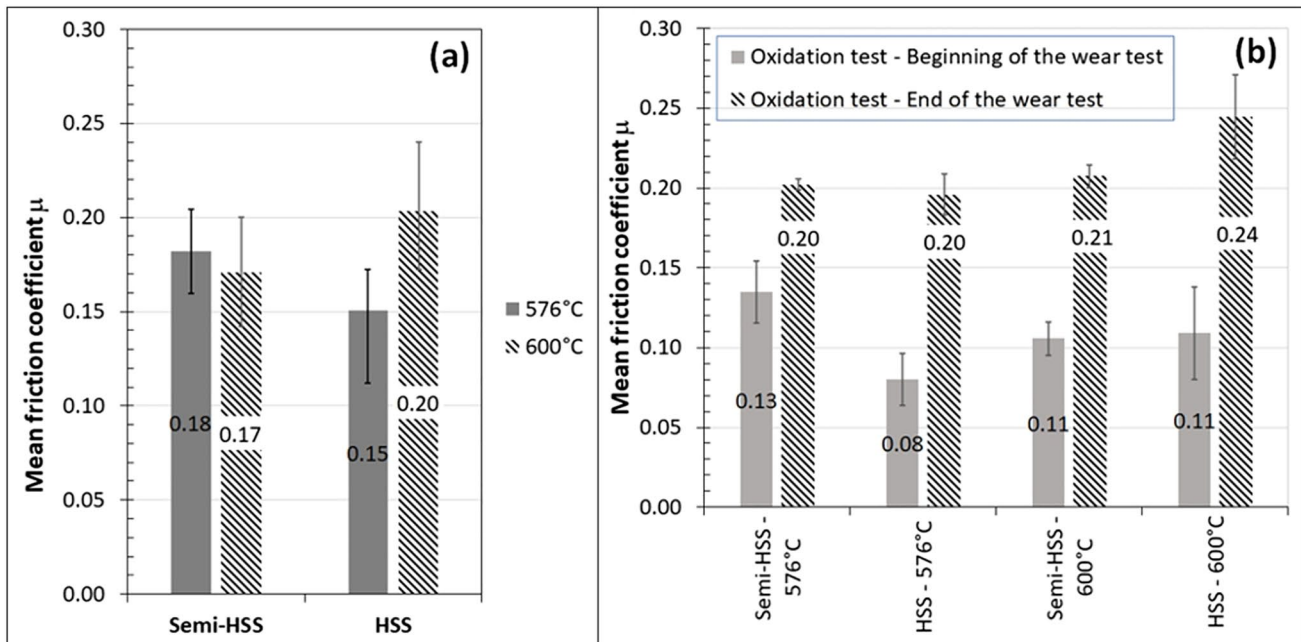 (a)
Mean friction coefficient μ
0.30
0.25
0.20
0.15
0.10
0.05
0.00
0.18
0.17
0.15
0.20
Semi-HSS
HSS
576°C
600°C
(b)
Oxidation test - Beginning of the wear test
Oxidation test - End of the wear test
Mean friction coefficient μ
0.30
0.25
0.20
0.15
0.10
0.05
0.00
0.13
0.20
0.08
0.20
0.11
0.21
0.11
0.24
Semi-HSS -
576°C
HSS - 576°C
Semi-HSS -
600°C
HSS - 600°C